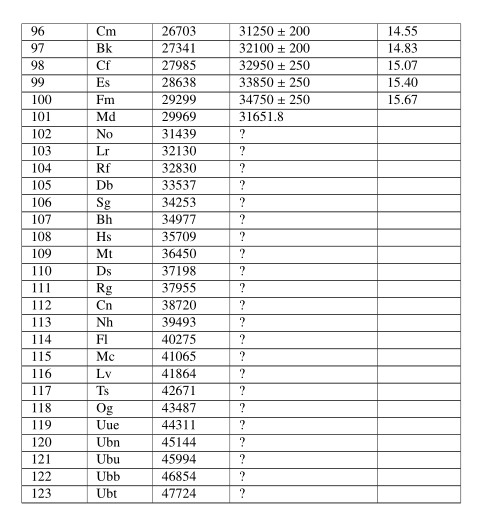 96 Cm 26703 31250 ± 200 14.55
97 Bk 27341 32100 ± 200 14.83
98 Cf 27985 32950 ± 250 15.07
99 Es 28638 33850 ± 250 15.40
100 Fm 29299 34750 ± 250 15.67
101 Md 29969 31651.8
102 No 31439 ?
103 Lr 32130 ?
104 Rf 32830 ?
105 Db 33537 ?
106 Sg 34253 ?
107 Bh 34977 ?
108 Hs 35709 ?
109 Mt 36450 ?
110 Ds 37198 ?
111 Rg 37955 ?
112 Cn 38720 ?
113 Nh 39493 ?
114 Fl 40275 ?
115 Mc 41065 ?
116 Lv 41864 ?
117 Ts 42671 ?
118 Og 43487 ?
119 Uue 44311 ?
120 Ubn 45144 ?
121 Ubu 45994 ?
122 Ubb 46854 ?
123 Ubt 47724 ?